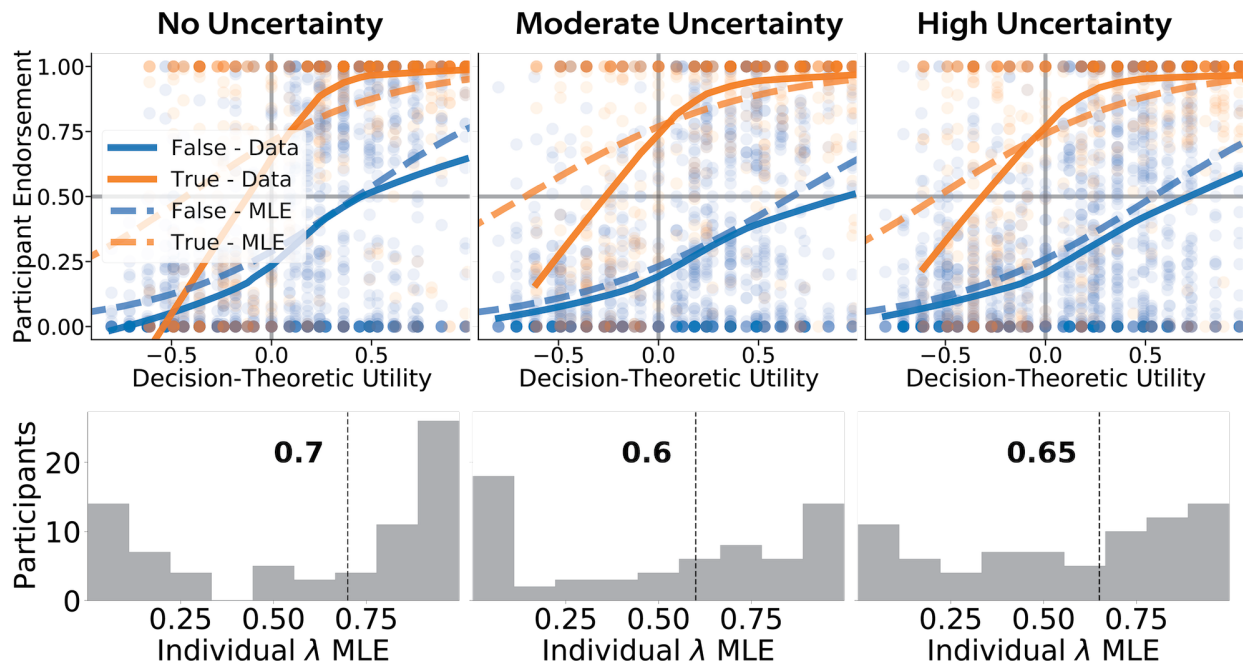 No Uncertainty
Moderate Uncertainty
High Uncertainty
Participant Endorsement
1.00
0.75
0.50
0.25
0.00
False - Data
True - Data
False - MLE
True - MLE
−0.5 0.0 0.5
−0.5 0.0 0.5
−0.5 0.0 0.5
Decision-Theoretic Utility
Decision-Theoretic Utility
Decision-Theoretic Utility
Participants
20
10
0
0.7
0.6
0.65
0.25 0.50 0.75
0.25 0.50 0.75
0.25 0.50 0.75
Individual λ MLE
Individual λ MLE
Individual λ MLE